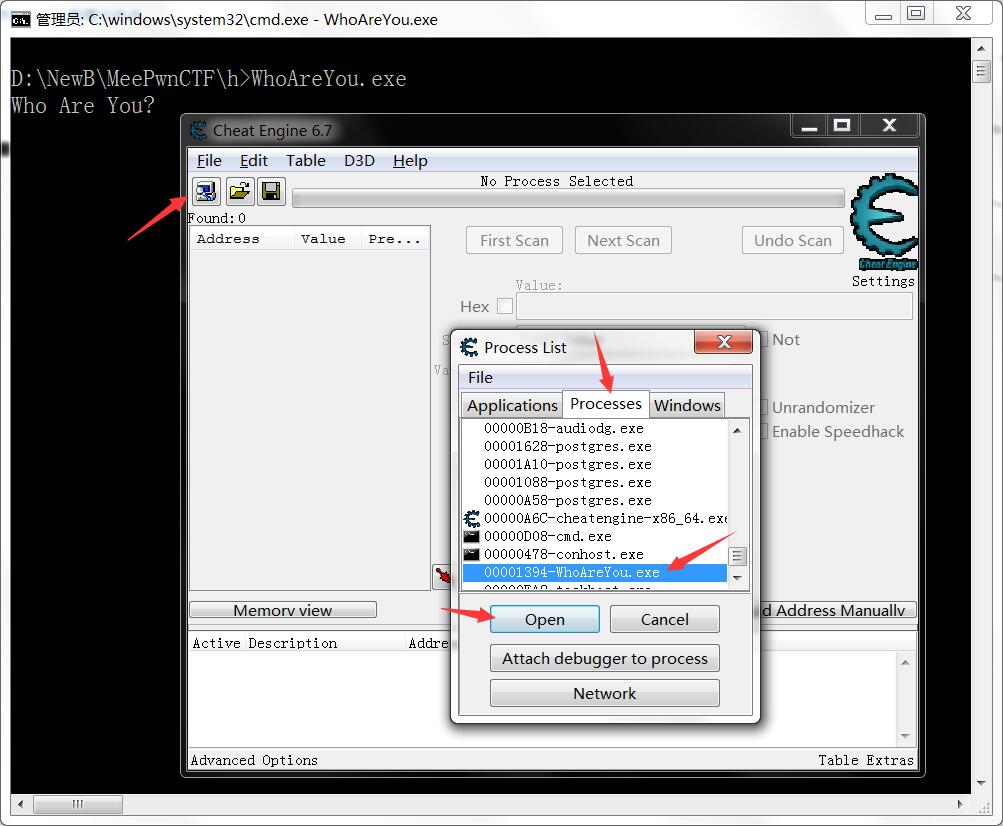 管理员: C:\windows\system32\cmd.exe - WhoAreYou.exe
D:\NewB\MeePwnCTF\h>WhoAreYou.exe
Who Are You?
Cheat Engine 6.7
File Edit Table D3D Help
No Process Selected
Found:0
Address Value Pre...
First Scan Next Scan Undo Scan
Cheat Engine
Settings
Value:
Hex
Not
Unrandomizer
Enable Speedhack
Process List
File
Applications Processes Windows
00000B18-audiodg.exe
00001628-postgres.exe
00001A10-postgres.exe
00001088-postgres.exe
00000A58-postgres.exe
00000A6C-cheatengine-x86_64.exe
00000D08-cmd.exe
00000478-conhost.exe
00001394-WhoAreYou.exe
Open Cancel
Attach debugger to process
Network
Memory view
d Address Manually
Active Description Addre
Advanced Options Table Extras